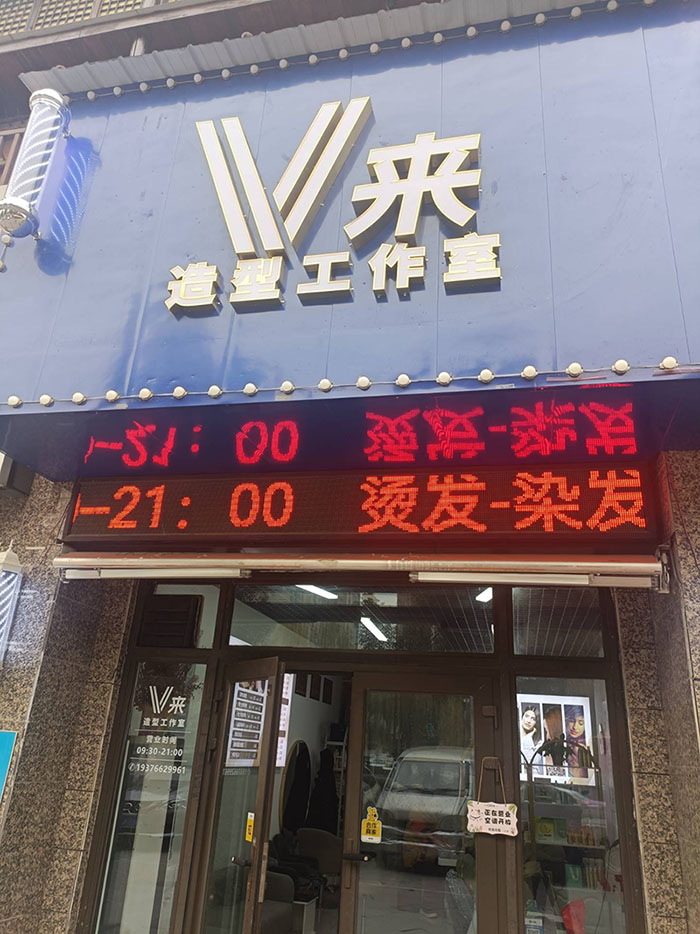 V来
造型工作室
-21:00 烫发-染发
V来
造型工作室
营业时间
09:30-21:00
19376629961
正在营业
空调开放